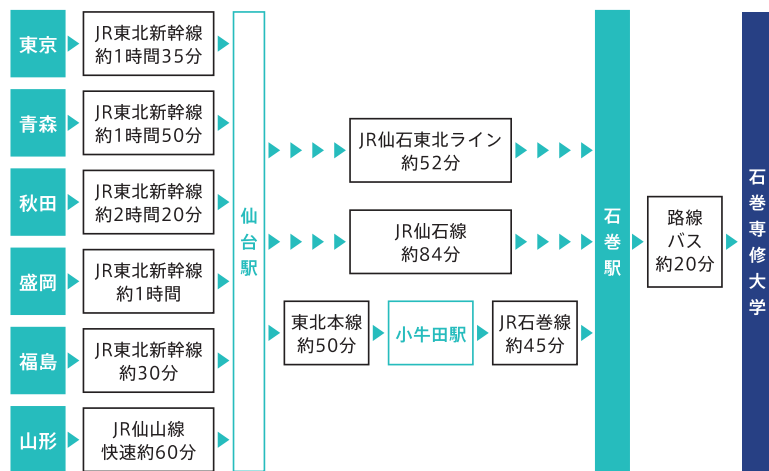 東京
JR東北新幹線
約1時間35分
青森
JR東北新幹線
約1時間50分
秋田
JR東北新幹線
約2時間20分
盛岡
JR東北新幹線
約1時間
福島
JR東北新幹線
約30分
山形
JR仙山線
快速約60分
仙台駅
JR仙石東北ライン
約52分
JR仙石線
約84分
東北本線
約50分
小牛田駅
JR石巻線
約45分
石巻駅
路線
バス
約20分
石巻専修大学